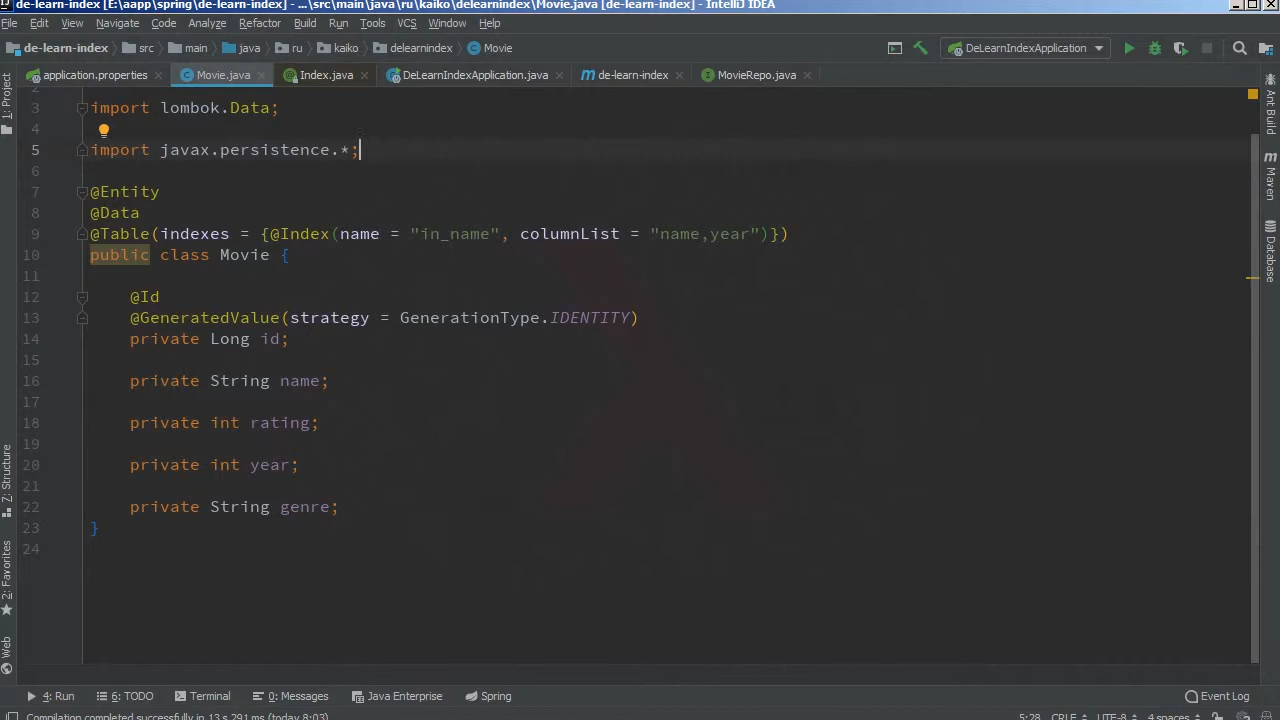 de-learn-index [E:\aapp\spring\de-learn-index] - ...\src\main\java\ru\kaiko\delearnindex\Movie.java [de-learn-index] - IntelliJ IDEA
File Edit View Navigate Code Analyze Refactor Build Run Tools VCS Window Help
de-learn-index src main java ru kaiko delearnindex Movie DeLearnIndexApplication
application.properties Movie.java Index.java DeLearnIndexApplication.java de-learn-index MovieRepo.java
1: Project
7: Structure
2: Favorites
Web
Ant Build
Maven
Database
2
3 import lombok.Data;
4
5 import javax.persistence.*;
6
7 @Entity
8 @Data
9 @Table(indexes = {@Index(name = "in_name", columnList = "name,year")})
10 public class Movie {
11
12 @Id
13 @GeneratedValue(strategy = GenerationType.IDENTITY)
14 private Long id;
15
16 private String name;
17
18 private int rating;
19
20 private int year;
21
22 private String genre;
23 }
24
4: Run 6: TODO Terminal 0: Messages Java Enterprise Spring Event Log
Compilation completed successfully in 13 s 291 ms (today 8:03) 5:28 CRLF UTF-8 4 spaces